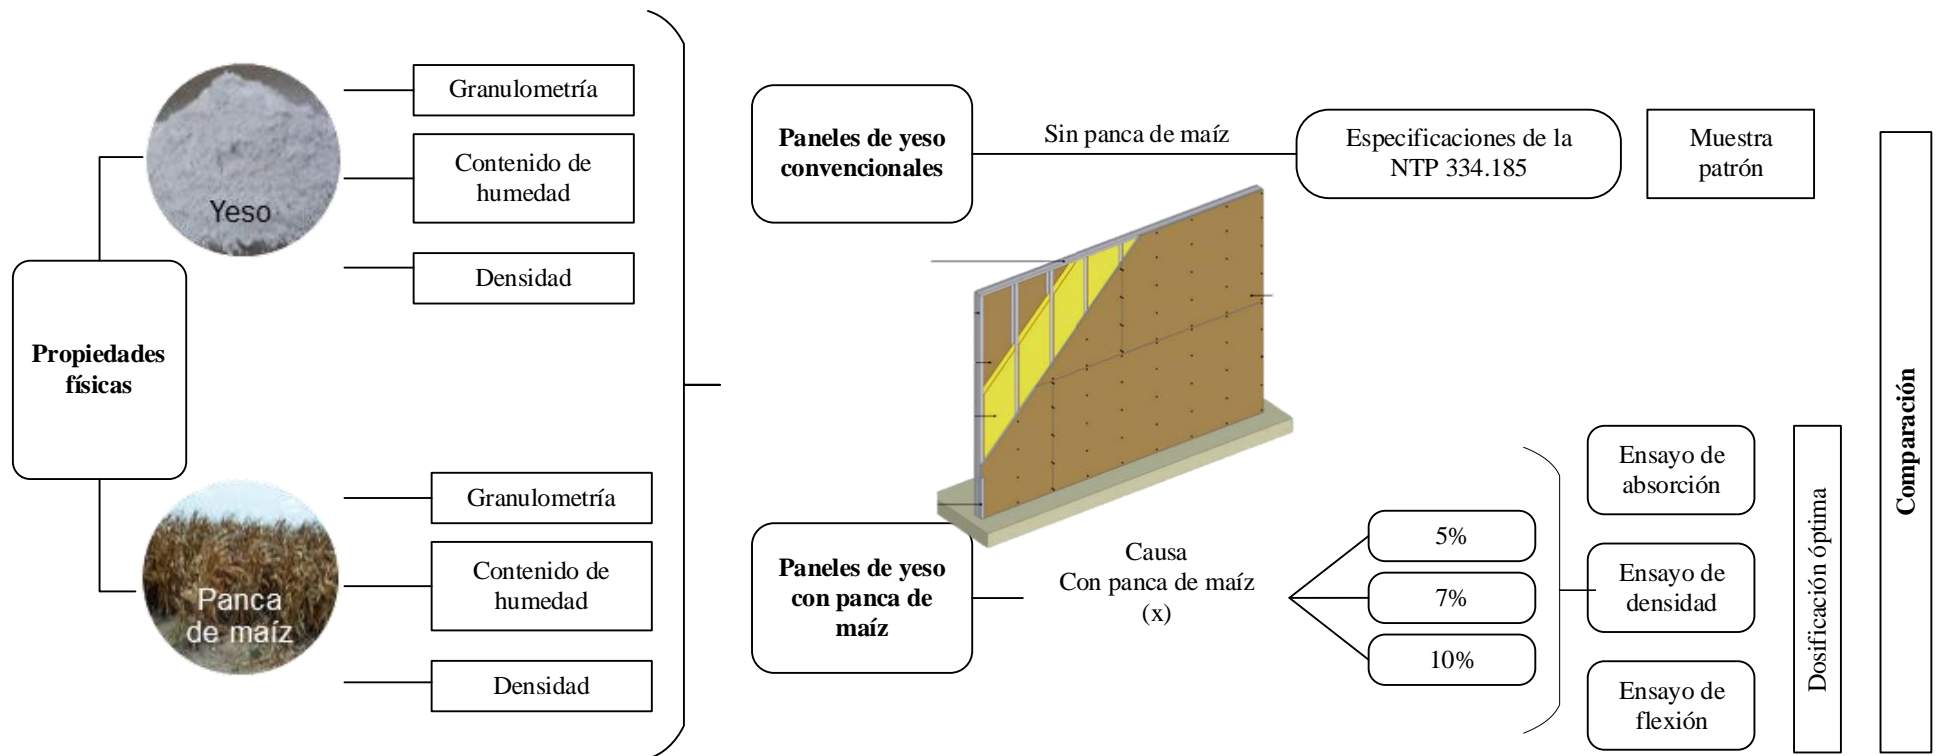 Propiedades
físicas
Yeso
Granulometría
Contenido de
humedad
Densidad
Panca
de maíz
Granulometría
Contenido de
humedad
Densidad
Paneles de yeso
convencionales
Sin panca de maíz
Especificaciones de la
NTP 334.185
Muestra
patrón
Paneles de yeso
con panca de
maíz
Causa
Con panca de maíz
(x)
5%
7%
10%
Ensayo de
absorción
Ensayo de
densidad
Ensayo de
flexión
Dosificación óptima
Comparación